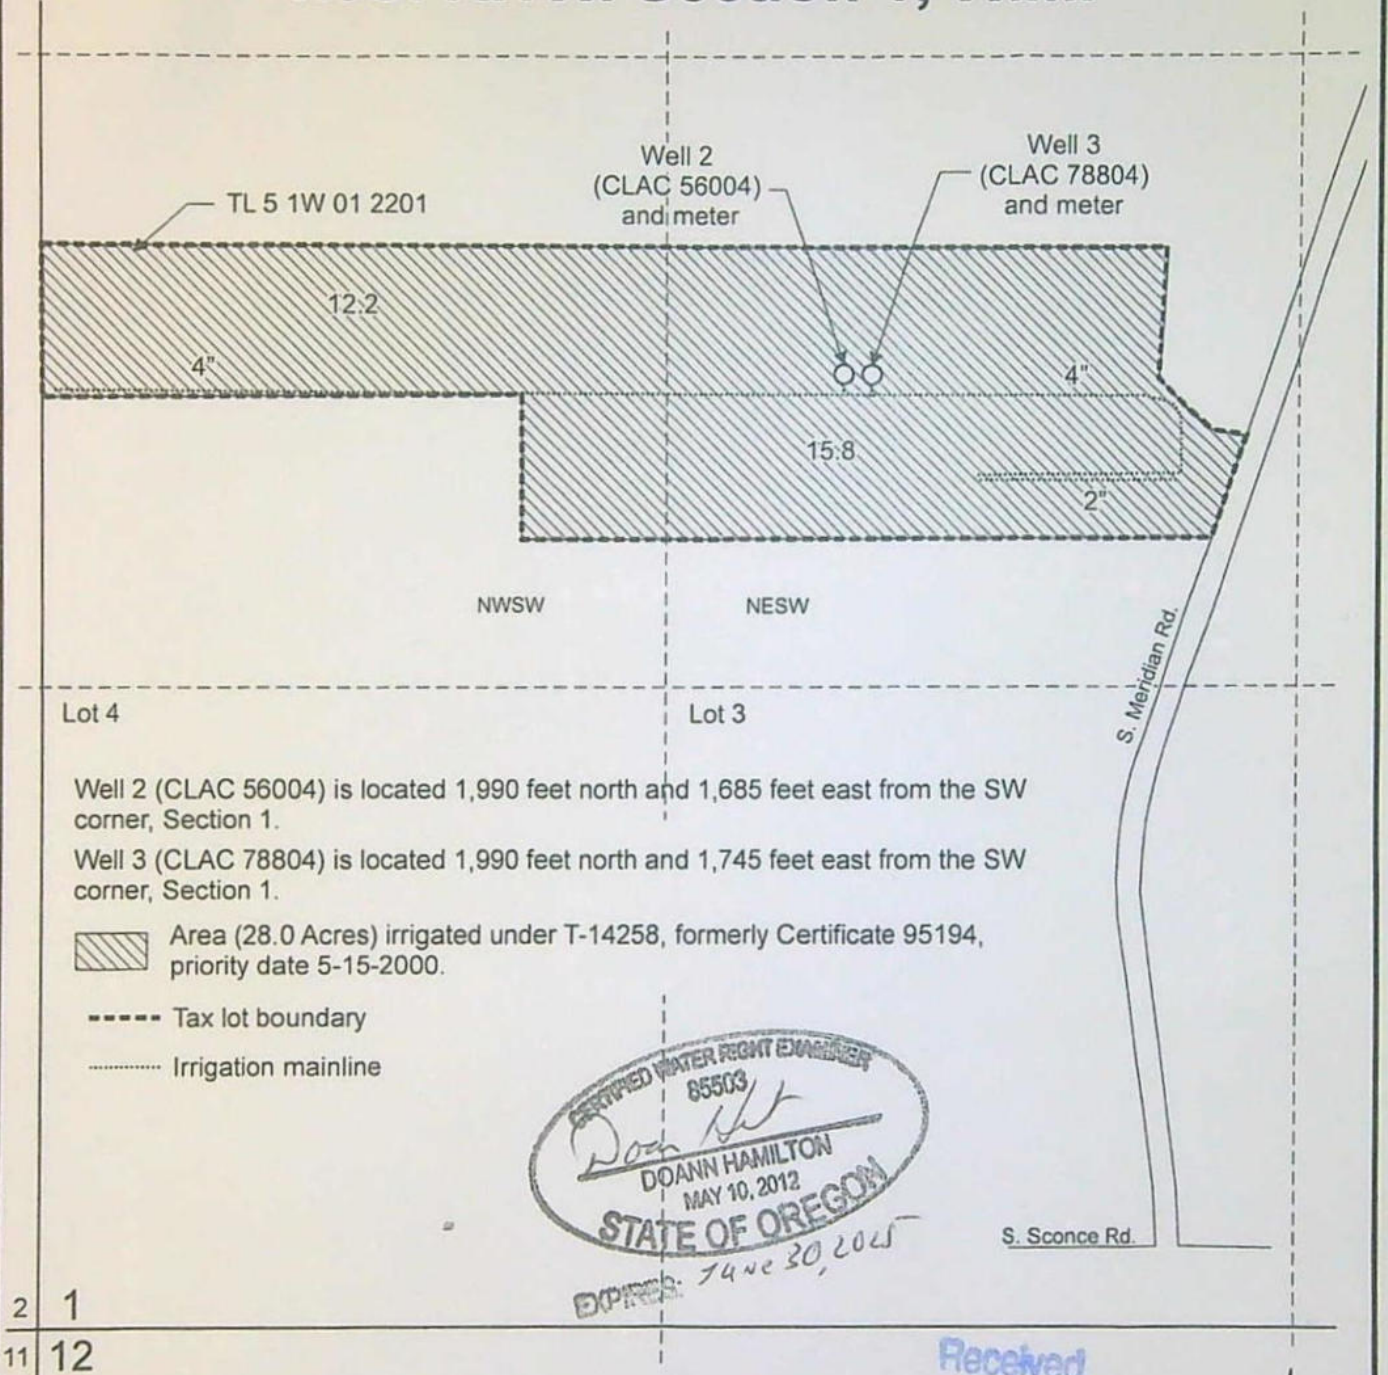 TL 5 1W 01 2201
Well 2
(CLAC 56004)
and meter
Well 3
(CLAC 78804)
and meter
12.2
4"
4"
15.8
2"
NWSW
NESW
S. Meridian Rd.
Lot 4
Lot 3
Well 2 (CLAC 56004) is located 1,990 feet north and 1,685 feet east from the SW
corner, Section 1.
Well 3 (CLAC 78804) is located 1,990 feet north and 1,745 feet east from the SW
corner, Section 1.
Area (28.0 Acres) irrigated under T-14258, formerly Certificate 95194,
priority date 5-15-2000.
Tax lot boundary
Irrigation mainline
CERTIFIED WATER RIGHT EXAMINER
85503
DOANN HAMILTON
MAY 10, 2012
STATE OF OREGON
EXPIRES: June 30, 2025
S. Sconce Rd.
2
1
11
12
Received